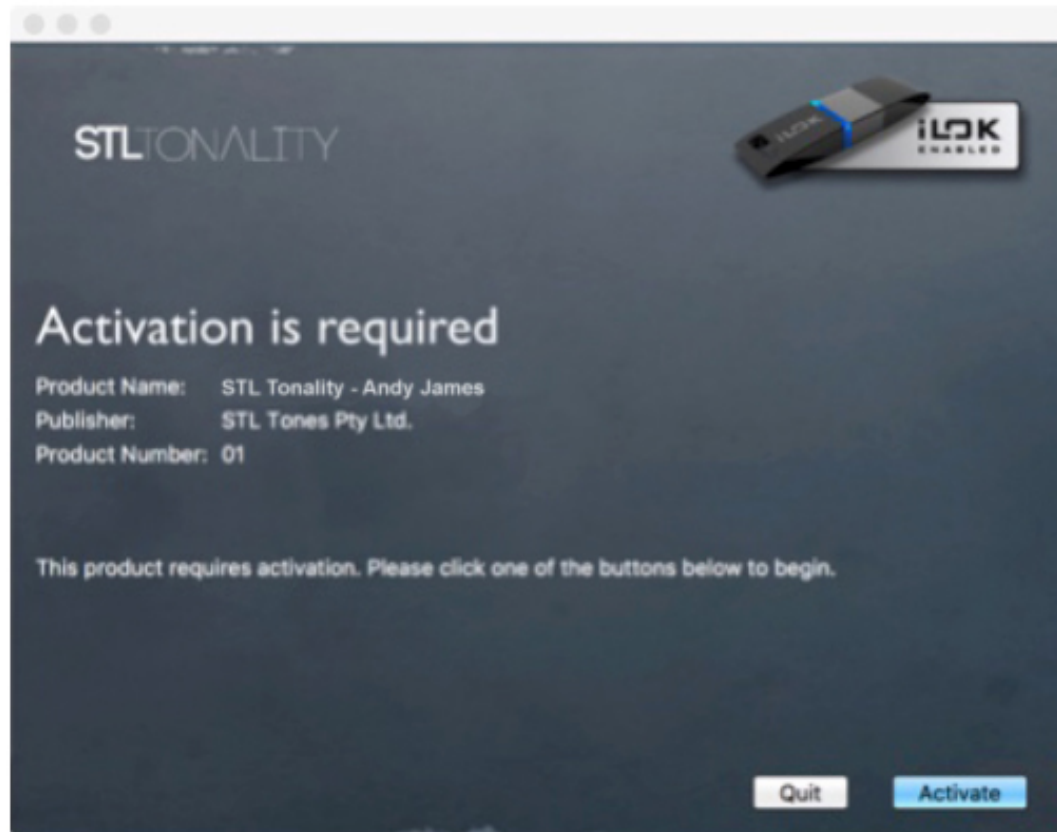 STLTONALITY
iLOK
iLOK
ENABLED
Activation is required
Product Name: STL Tonality - Andy James
Publisher: STL Tones Pty Ltd.
Product Number: 01
This product requires activation. Please click one of the buttons below to begin.
Quit Activate